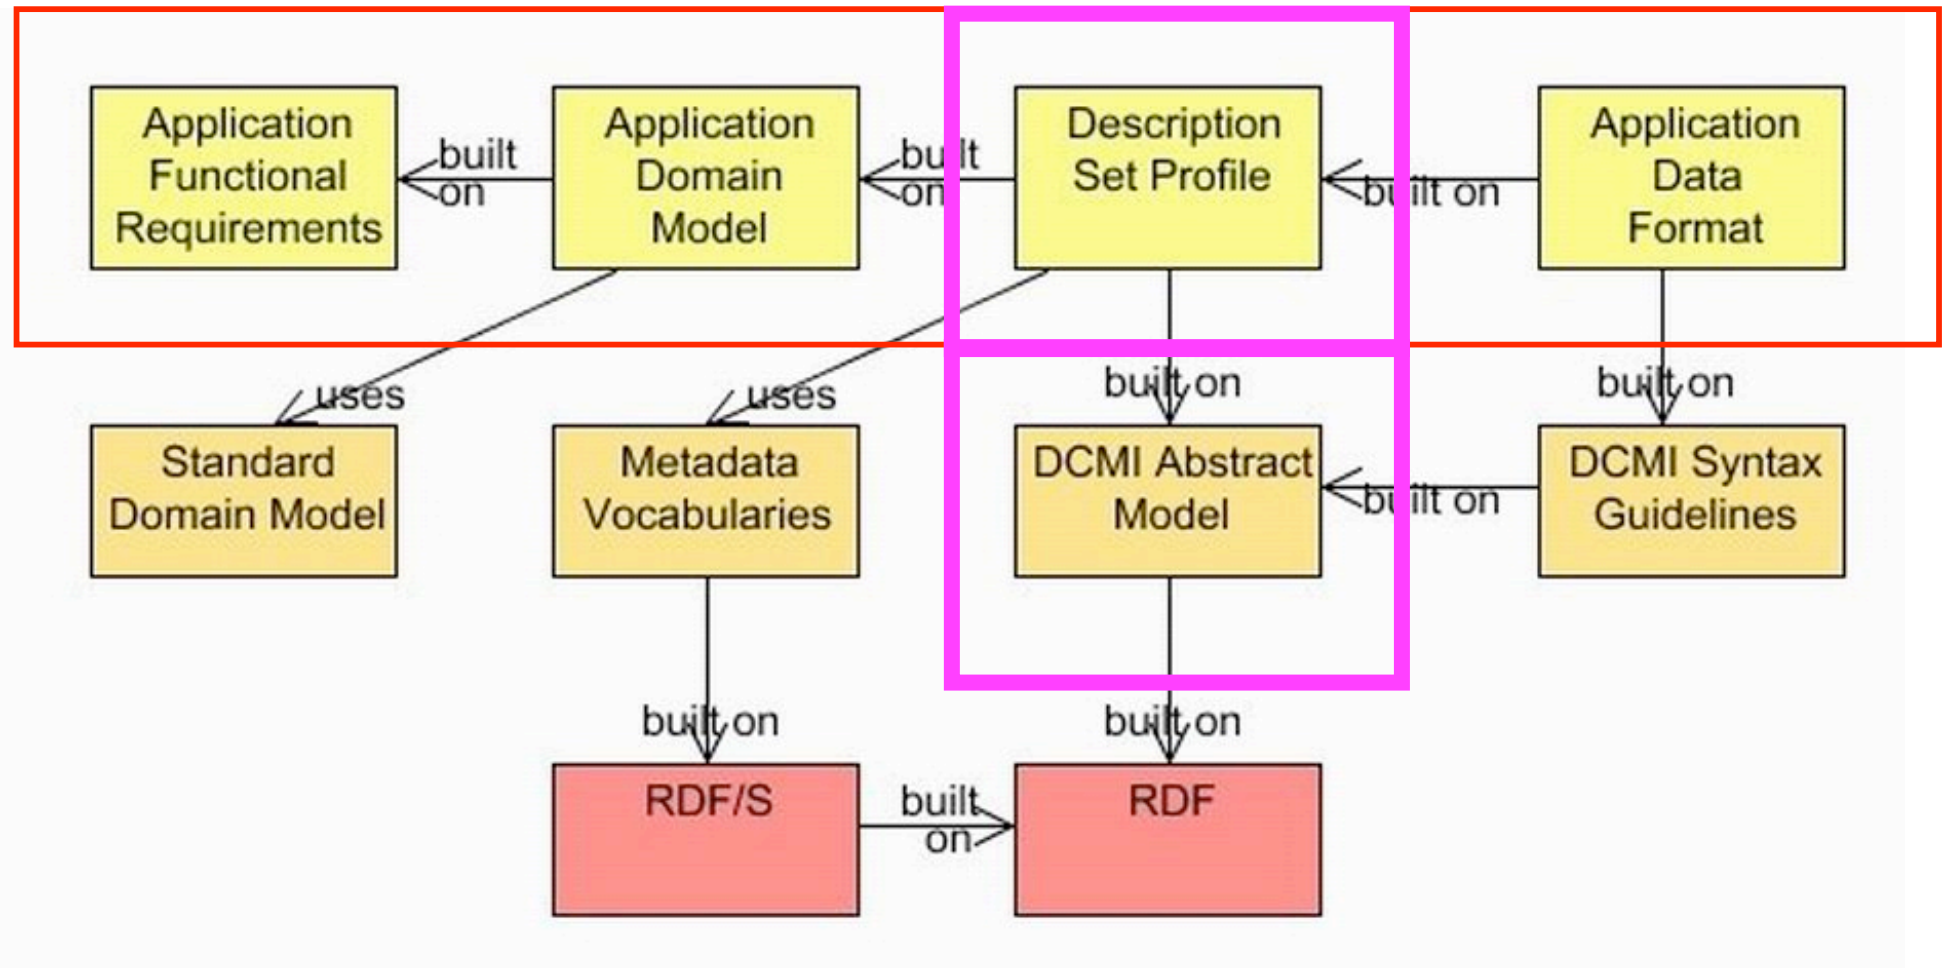 Application
Functional
Requirements
built
on
Application
Domain
Model
built
on
Description
Set Profile
built on
Application
Data
Format
uses
uses
built on
built on
Standard
Domain Model
Metadata
Vocabularies
DCMI Abstract
Model
built on
DCMI Syntax
Guidelines
built on
built on
RDF/S
built
on
RDF